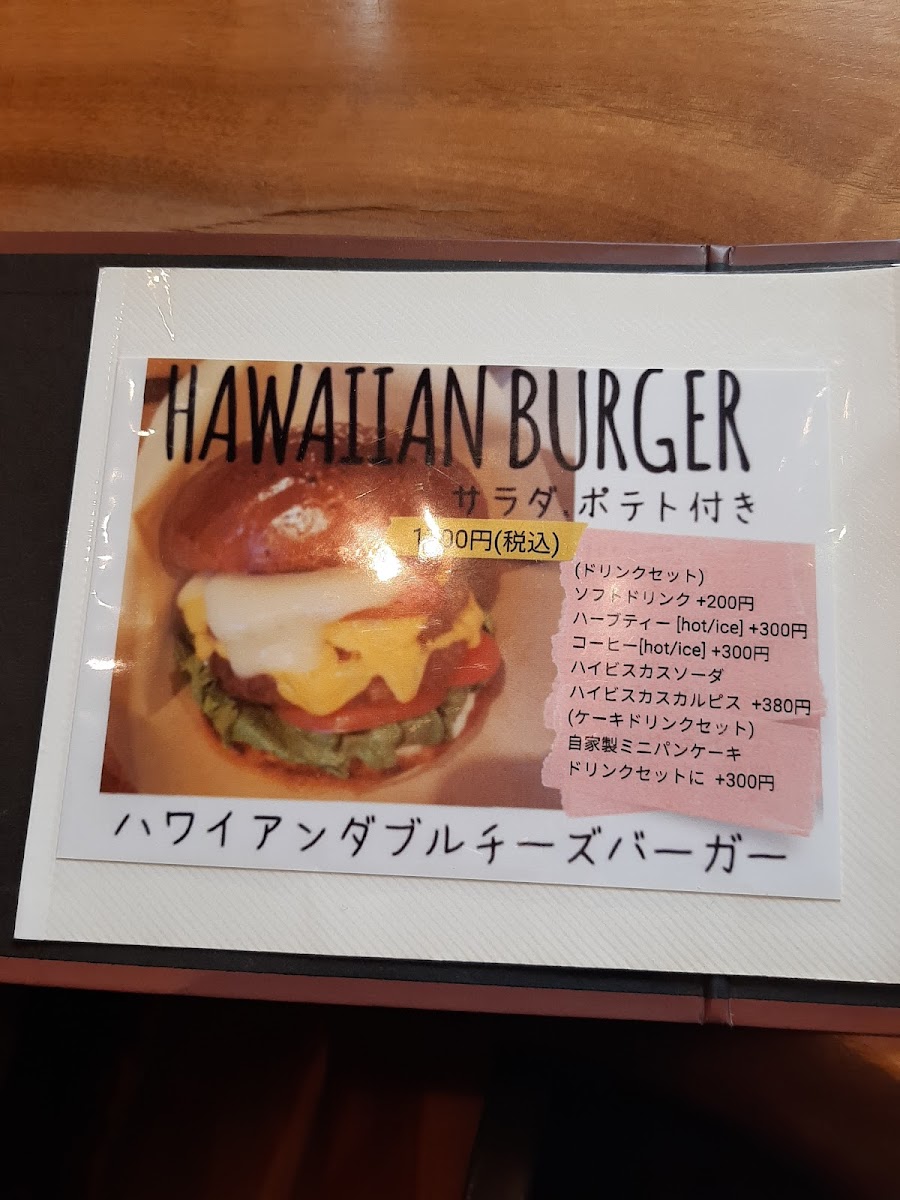 HAWAIIAN BURGER
サラダ,ポテト付き
(税込)
(ドリンクセット)
ソフトドリンク +200円
ハーブティー [hot/ice] +300円
コーヒー[hot/ice] +300円
ハイビスカスソーダ
ハイビスカスカルピス +380円
(ケーキドリンクセット)
自家製ミニパンケーキ
ドリンクセットに +300円
ハワイアンダブルチーズバーガー